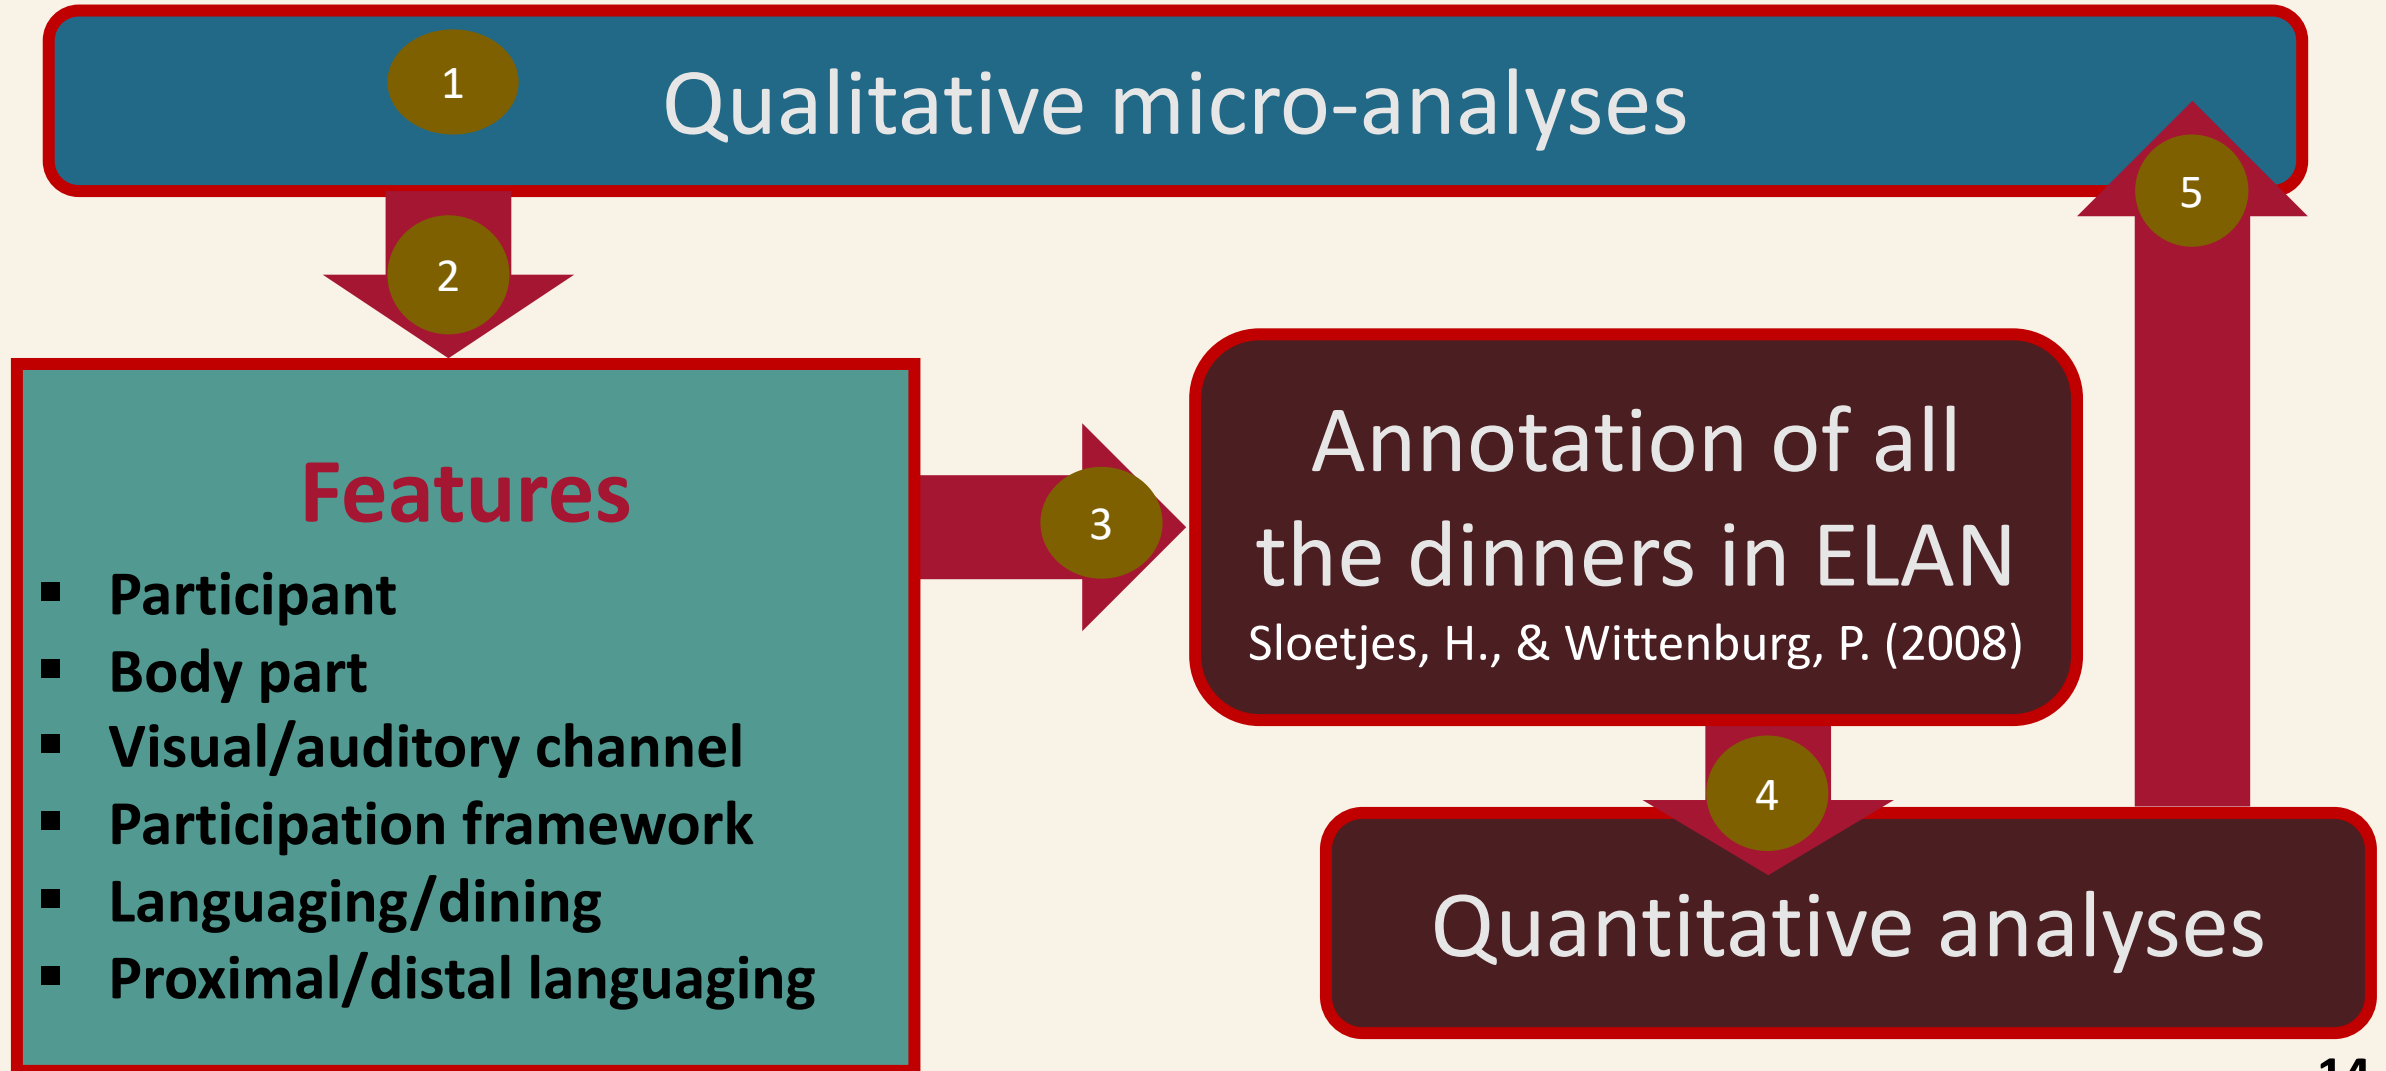 1
Qualitative micro-analyses
2
5
Features
▪ Participant
▪ Body part
▪ Visual/auditory channel
▪ Participation framework
▪ Languaging/dining
▪ Proximal/distal languaging
3
Annotation of all
the dinners in ELAN
Sloetjes, H., & Wittenburg, P. (2008)
4
Quantitative analyses
14